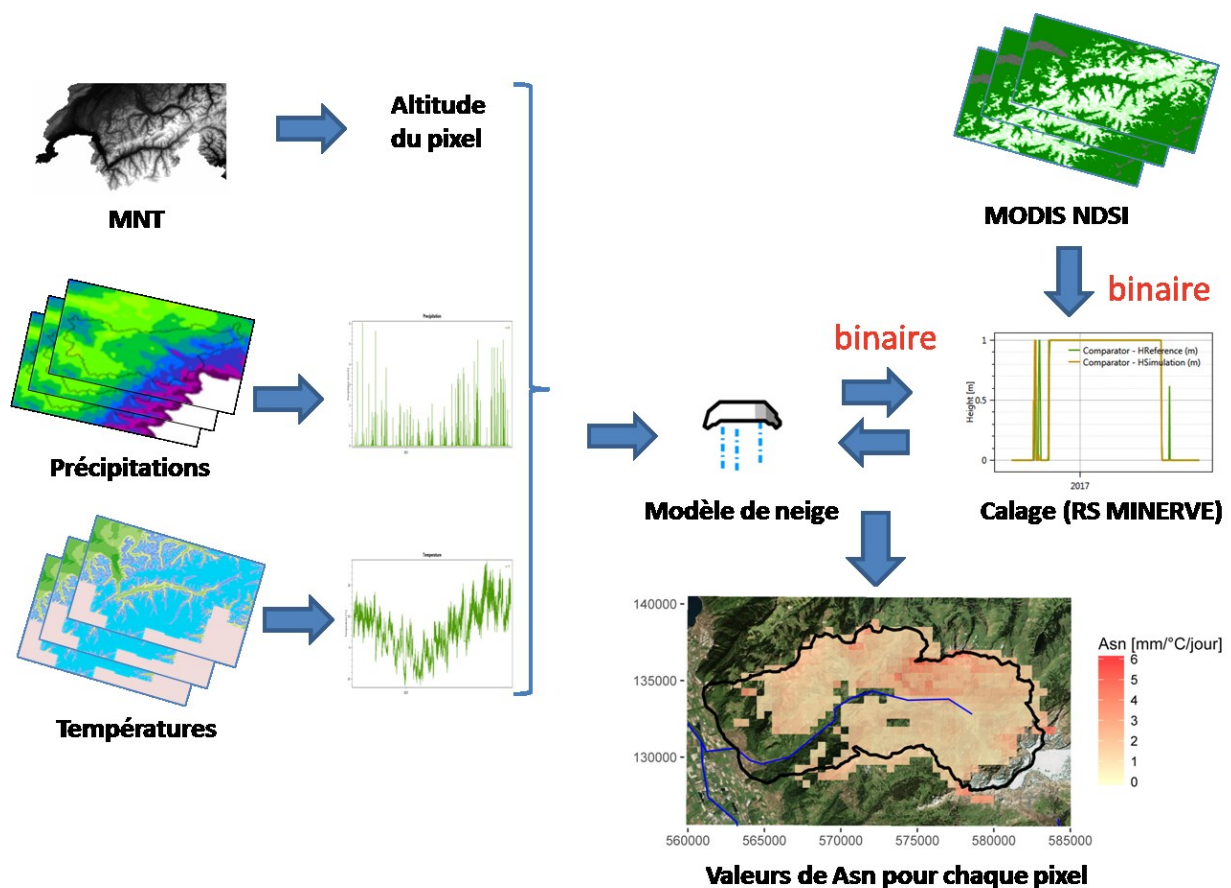 MNT
Altitude
du pixel
Précipitations
Precipitation
Températures
Temperature
MODIS NDSI
binaire
binaire
Modèle de neige
Height [m]
1
0.5
0
Comparator - HReference (m)
Comparator - HSimulation (m)
2017
Calage (RS MINERVE)
140000
135000
130000
560000 565000 570000 575000 580000 585000
Asn [mm/°C/jour]
6
5
4
3
2
1
0
Valeurs de Asn pour chaque pixel